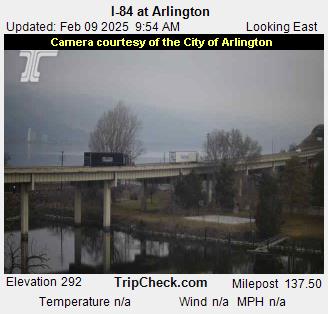 I-84 at Arlington
Updated: Feb 09 2025 9:54 AM Looking East
Camera courtesy of the City of Arlington
Elevation 292 TripCheck.com Milepost 137.50
Temperature n/a Wind n/a MPH n/a